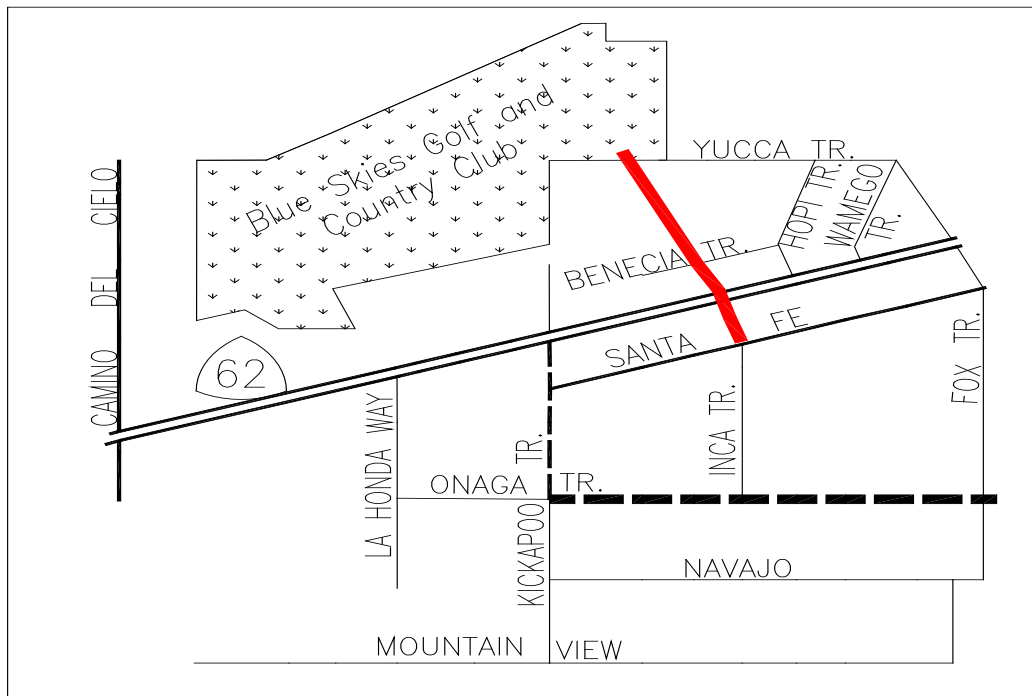 Blue Skies Golf and
Country Club
YUCCA TR.
CAMINO DEL CIELO
HOPI TR.
WAMEGO
TR.
BENECIA TR.
62
SANTA FE
FOX TR.
LA HONDA WAY
INCA TR.
ONAGA TR.
KICKAPOO TR.
NAVAJO
MOUNTAIN VIEW